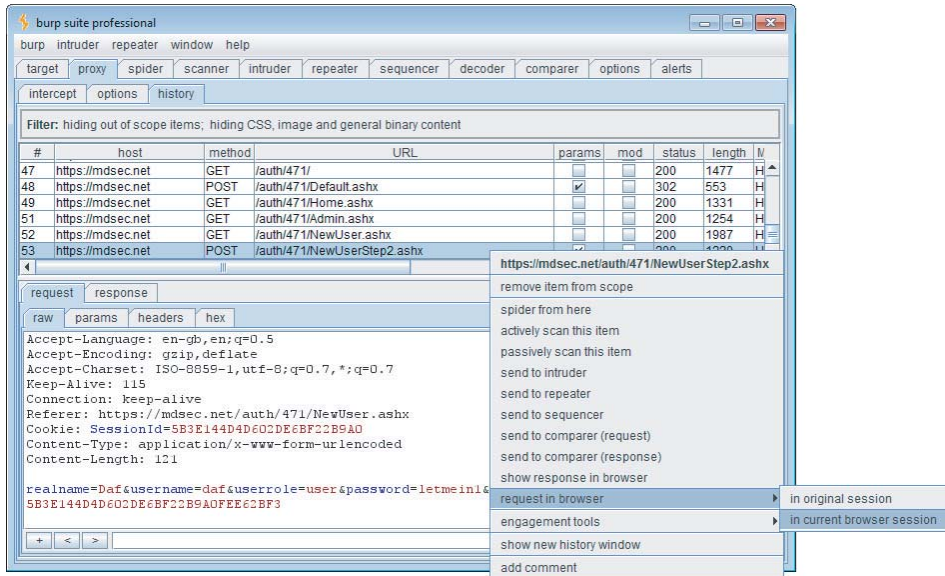 burp suite professional
burp intruder repeater window help
target proxy spider scanner intruder repeater sequencer decoder comparer options alerts
intercept options history
Filter: hiding out of scope items; hiding CSS, image and general binary content
# host method URL params mod status length M
47 https://mdsec.net GET /auth/471/ 200 1477 H
48 https://mdsec.net POST /auth/471/Default.ashx 302 553 H
49 https://mdsec.net GET /auth/471/Home.ashx 200 1331 H
51 https://mdsec.net GET /auth/471/Admin.ashx 200 1254 H
52 https://mdsec.net GET /auth/471/NewUser.ashx 200 1987 H
53 https://mdsec.net POST /auth/471/NewUserStep2.ashx
https://mdsec.net/auth/471/NewUserStep2.ashx
remove item from scope
spider from here
actively scan this item
passively scan this item
send to intruder
send to repeater
send to sequencer
send to comparer (request)
send to comparer (response)
show response in browser
request in browser
in original session
in current browser session
engagement tools
show new history window
add comment
request response
raw params headers hex
Accept-Language: en-gb,en;q=0.5
Accept-Encoding: gzip,deflate
Accept-Charset: ISO-8859-1,utf-8;q=0.7,*;q=0.7
Keep-Alive: 115
Connection: keep-alive
Referer: https://mdsec.net/auth/471/NewUser.ashx
Cookie: SessionId=5B3E144D4D602DE6BF22B9A0
Content-Type: application/x-www-form-urlencoded
Content-Length: 121
realname=Daf&username=daf&userrole=user&password=letmein1&
5B3E144D4D602DE6BF22B9A0FEE62BF3
+ < >